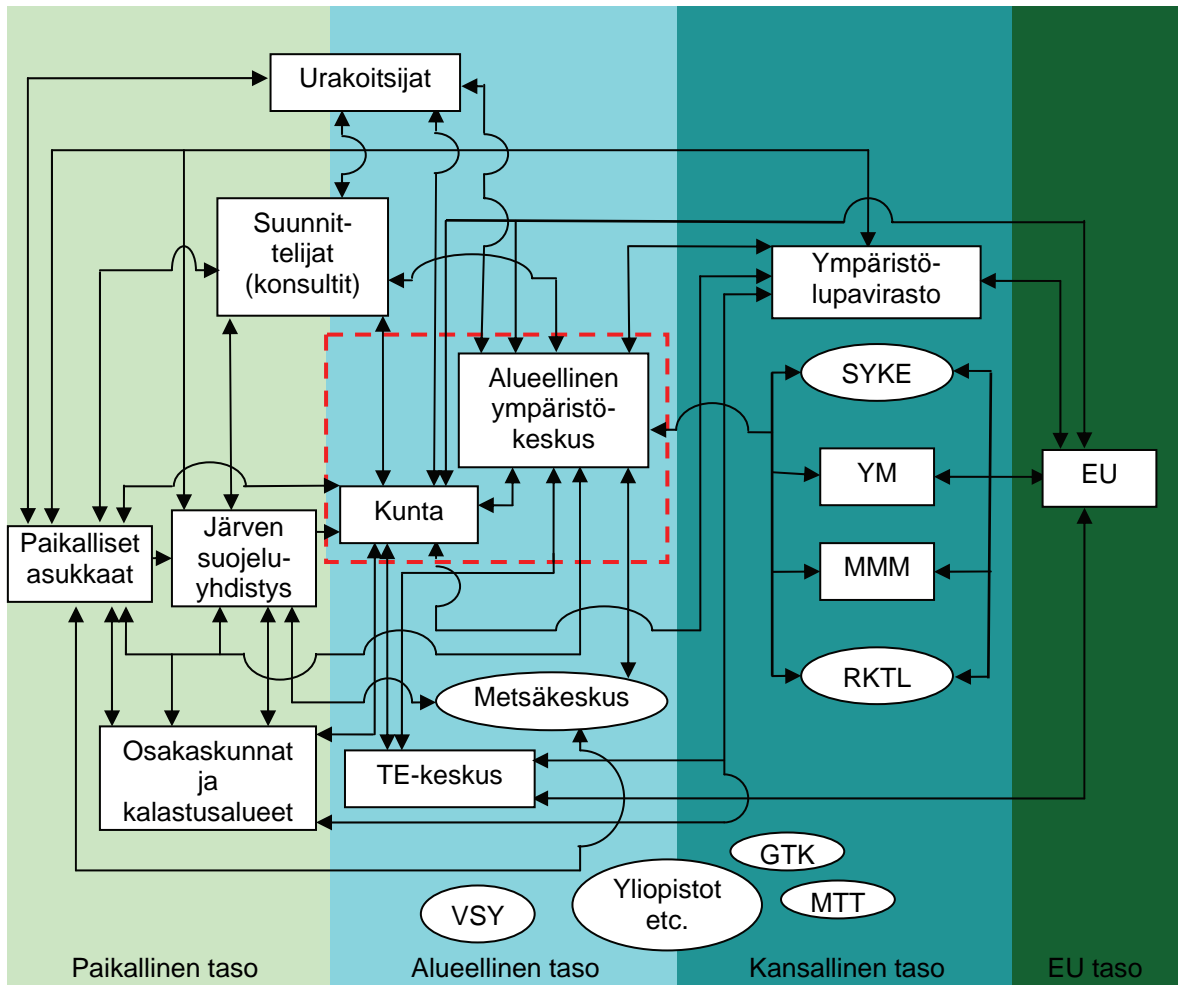 Urakoitsijat
Suunnit-
telijat
(konsultit)
Ympäristö-
lupavirasto
Alueellinen
ympäristö-
keskus
SYKE
YM
EU
Kunta
Paikalliset
asukkaat
Järven
suojelu-
yhdistys
MMM
RKTL
Metsäkeskus
Osakaskunnat
ja
kalastusalueet
TE-keskus
GTK
Yliopistot
etc.
MTT
VSY
Paikallinen taso
Alueellinen taso
Kansallinen taso
EU taso